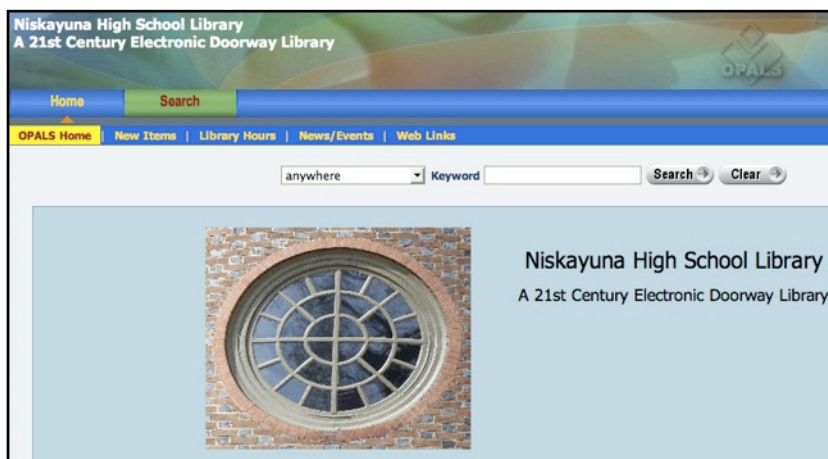 Niskayuna High School Library
A 21st Century Electronic Doorway Library
OPALS
Home Search
OPALS Home | New Items | Library Hours | News/Events | Web Links
anywhere Keyword Search Clear
Niskayuna High School Library
A 21st Century Electronic Doorway Library